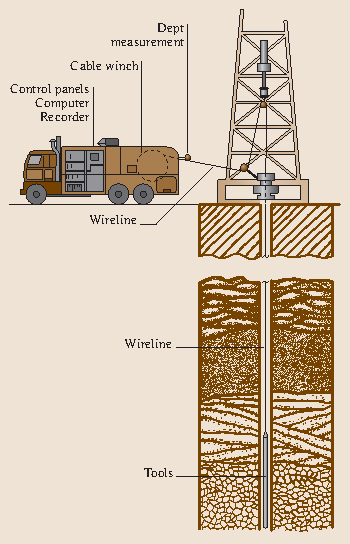 Dept
measurement
Cable winch
Control panels
Computer
Recorder
Wireline
Wireline
Tools